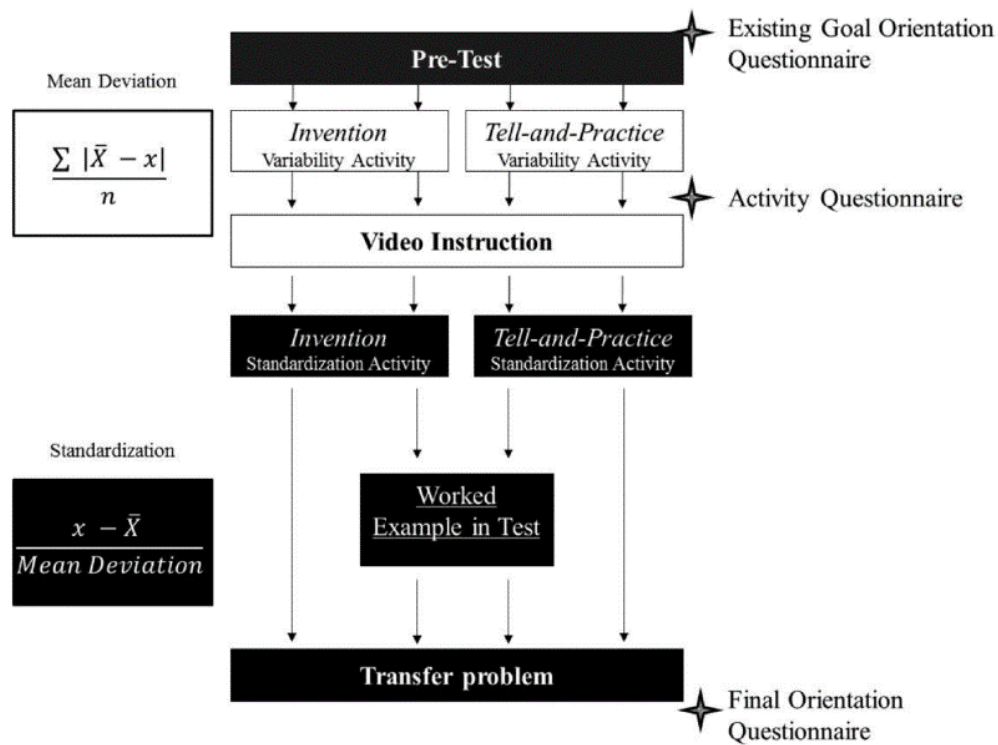 Existing Goal Orientation
Questionnaire
Pre-Test
Mean Deviation
∑ |X̄ − x|
n
Invention
Variability Activity
Tell-and-Practice
Variability Activity
Activity Questionnaire
Video Instruction
Invention
Standardization Activity
Tell-and-Practice
Standardization Activity
Standardization
x − X̄
Mean Deviation
Worked
Example in Test
Transfer problem
Final Orientation
Questionnaire